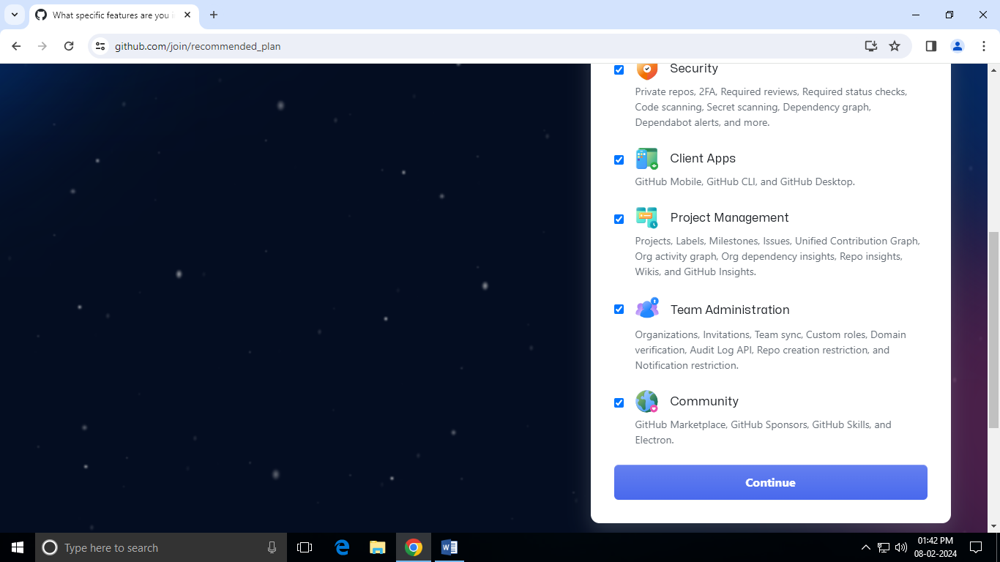 What specific features are you i
github.com/join/recommended_plan
Security
Private repos, 2FA, Required reviews, Required status checks,
Code scanning, Secret scanning, Dependency graph,
Dependabot alerts, and more.
Client Apps
GitHub Mobile, GitHub CLI, and GitHub Desktop.
Project Management
Projects, Labels, Milestones, Issues, Unified Contribution Graph,
Org activity graph, Org dependency insights, Repo insights,
Wikis, and GitHub Insights.
Team Administration
Organizations, Invitations, Team sync, Custom roles, Domain
verification, Audit Log API, Repo creation restriction, and
Notification restriction.
Community
GitHub Marketplace, GitHub Sponsors, GitHub Skills, and
Electron.
Continue
Type here to search
01:42 PM
08-02-2024